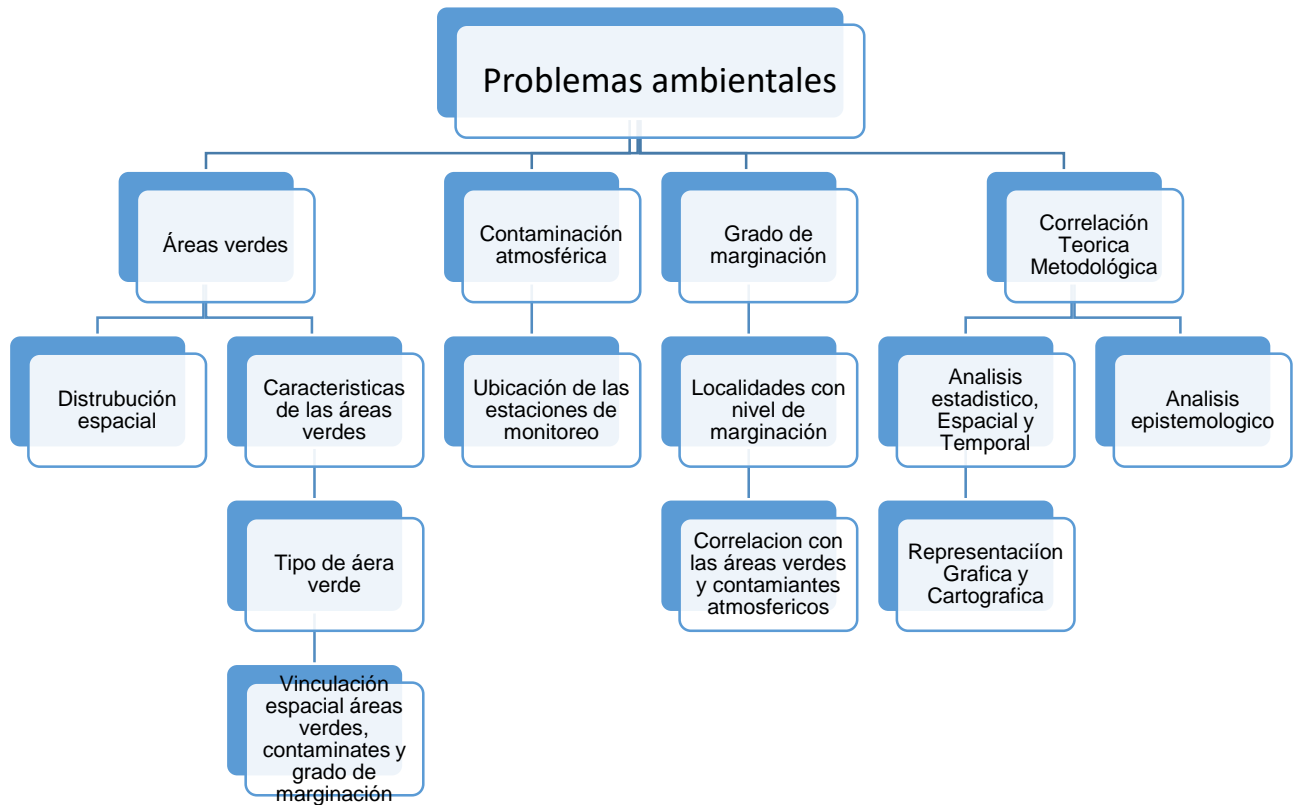 Problemas ambientales
Áreas verdes
Contaminación
atmosférica
Grado de
marginación
Correlación
Teorica
Metodológica
Distrubución
espacial
Caracteristicas
de las áreas
verdes
Ubicación de las
estaciones de
monitoreo
Localidades con
nivel de
marginación
Analisis
estadistico,
Espacial y
Temporal
Analisis
epistemologico
Tipo de áera
verde
Correlacion con
las áreas verdes
y contamiantes
atmosfericos
Representaciíon
Grafica y
Cartografica
Vinculación
espacial áreas
verdes,
contaminates y
grado de
marginación